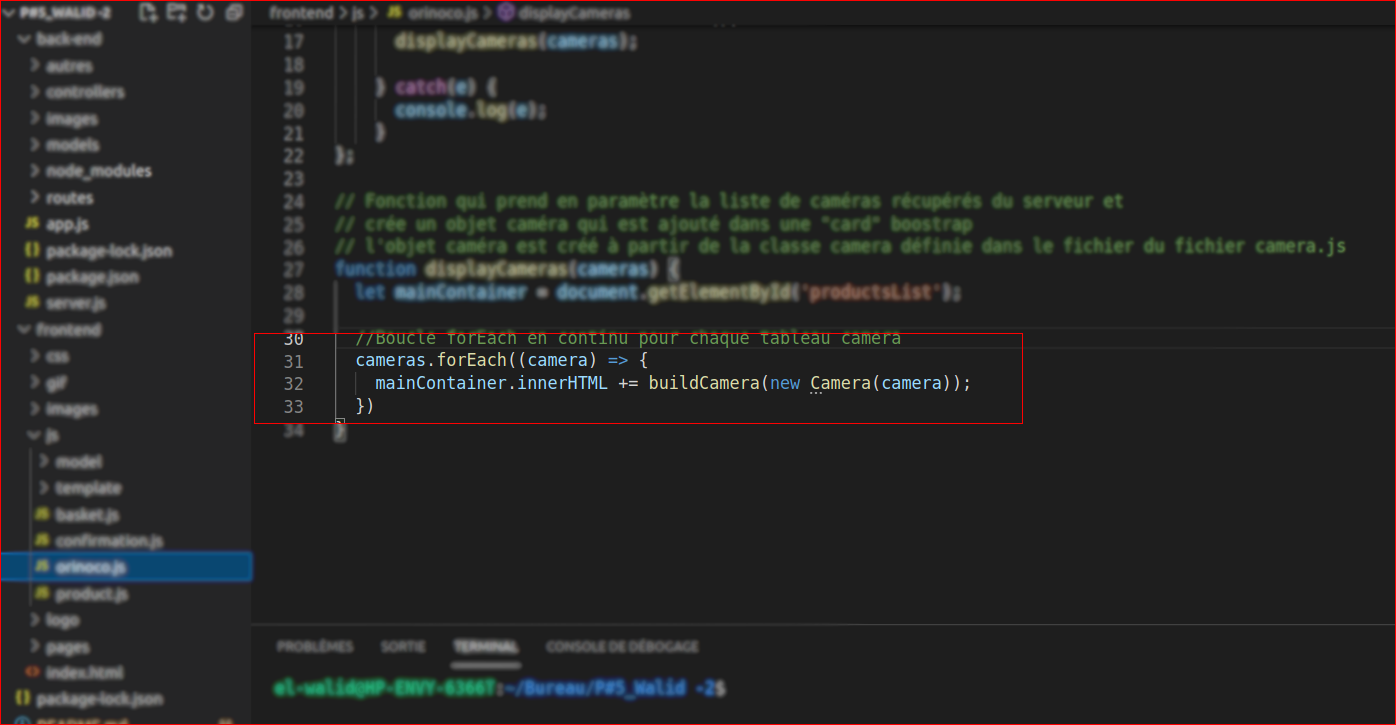 P#5_WALID -2
back-end
autres
controllers
images
models
node_modules
routes
JS app.js
{} package-lock.json
{} package.json
JS server.js
frontend
css
gif
images
js
model
template
JS basket.js
JS confirmation.js
JS orinoco.js
JS product.js
logo
pages
<> index.html
{} package-lock.json
frontend > js > JS orinoco.js > displayCameras
17 displayCameras(cameras);
18
19 } catch(e) {
20 console.log(e);
21 }
22 };
23
24 // Fonction qui prend en paramètre la liste de caméras récupérés du serveur et
25 // crée un objet caméra qui est ajouté dans une "card" boostrap
26 // l'objet caméra est créé à partir de la classe camera définie dans le fichier du fichier camera.js
27 function displayCameras(cameras) {
28 let mainContainer = document.getElementById('productsList');
29
30 //Boucle forEach en continu pour chaque tableau camera
31 cameras.forEach((camera) => {
32 mainContainer.innerHTML += buildCamera(new Camera(camera));
33 })
34 }
PROBLÈMES SORTIE TERMINAL CONSOLE DE DÉBOGAGE
el-walid@HP-ENVY-6366T:~/Bureau/P#5_Walid -2$